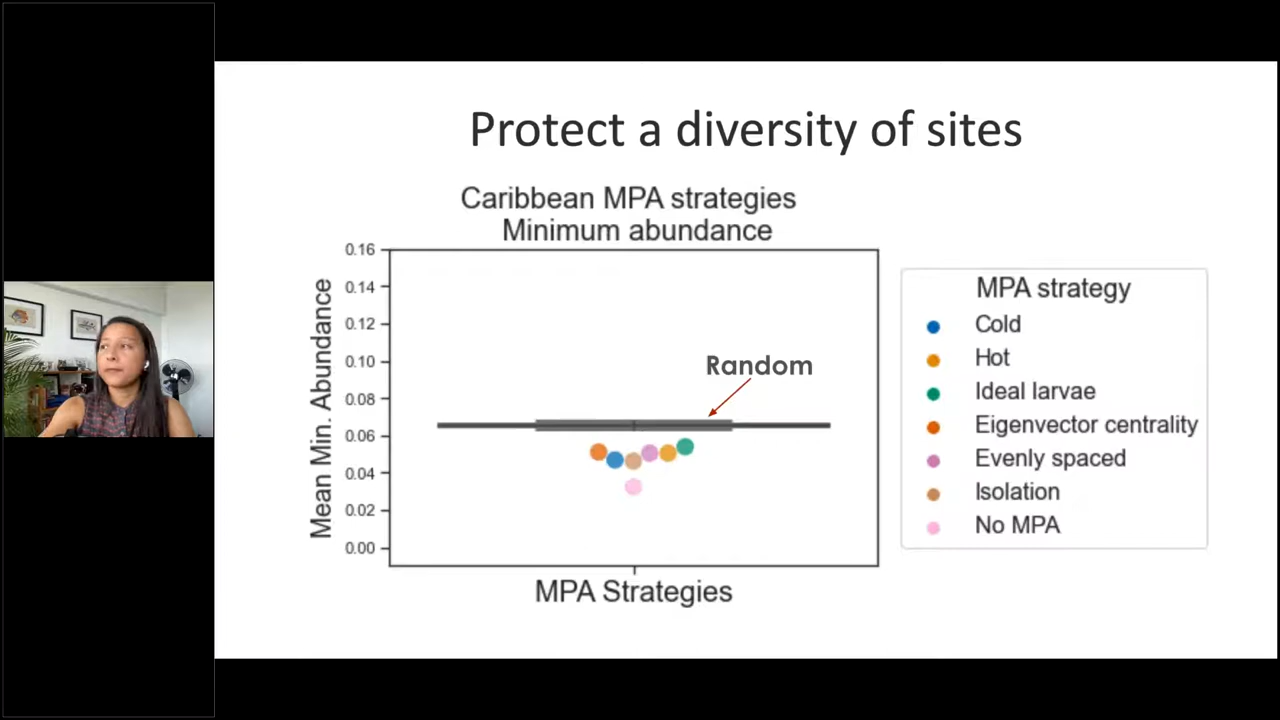 Protect a diversity of sites
Caribbean MPA strategies
Minimum abundance
Mean Min. Abundance
0.16
0.14
0.12
0.10
0.08
0.06
0.04
0.02
0.00
Random
MPA Strategies
MPA strategy
Cold
Hot
Ideal larvae
Eigenvector centrality
Evenly spaced
Isolation
No MPA